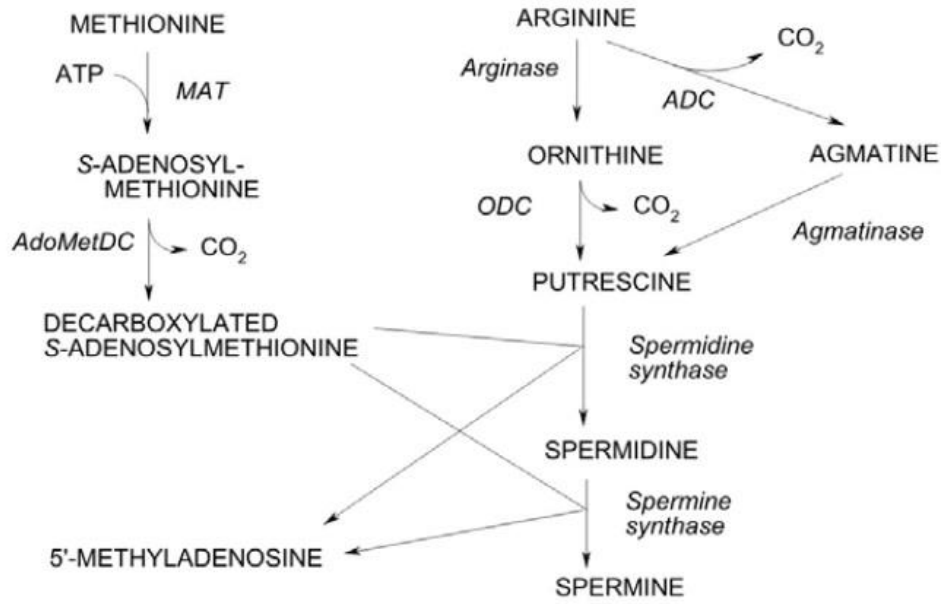 METHIONINE
ARGININE
CO2
ATP
MAT
Arginase
ADC
S-ADENOSYL-
METHIONINE
ORNITHINE
AGMATINE
AdoMetDC
CO2
ODC
CO2
Agmatinase
PUTRESCINE
DECARBOXYLATED
S-ADENOSYLMETHIONINE
Spermidine
synthase
SPERMIDINE
Spermine
synthase
5'-METHYLADENOSINE
SPERMINE